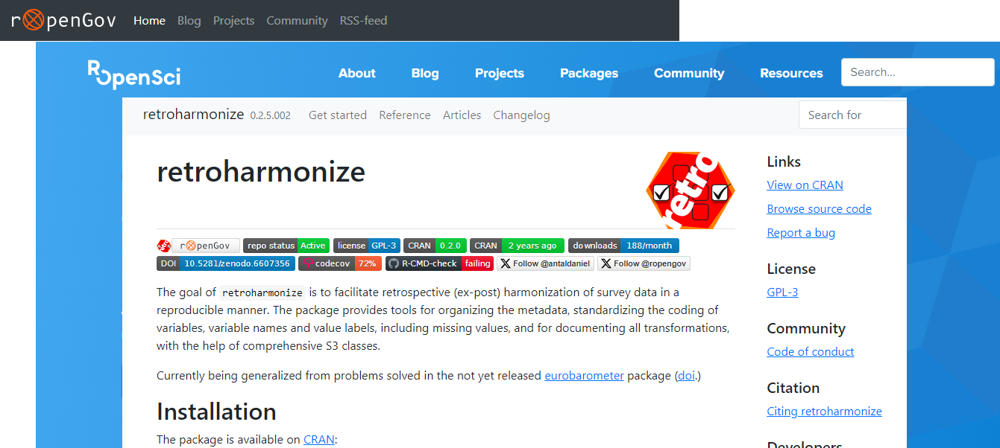 rOpenGov Home Blog Projects Community RSS-feed
rOpenSci About Blog Projects Packages Community Resources Search...
retroharmonize 0.2.5.002 Get started Reference Articles Changelog Search for
retroharmonize
retro
Links
View on CRAN
Browse source code
Report a bug
License
GPL-3
Community
Code of conduct
Citation
Citing retroharmonize
Developers
retro rOpenGov repo status Active license GPL-3 CRAN 0.2.0 CRAN 2 years ago downloads 188/month
DOI 10.5281/zenodo.6607356 codecov 72% R-CMD-check failing X Follow @antaldaniel X Follow @ropengov
The goal of retroharmonize is to facilitate retrospective (ex-post) harmonization of survey data in a
reproducible manner. The package provides tools for organizing the metadata, standardizing the coding of
variables, variable names and value labels, including missing values, and for documenting all transformations,
with the help of comprehensive S3 classes.
Currently being generalized from problems solved in the not yet released eurobarometer package (doi.)
Installation
The package is available on CRAN: